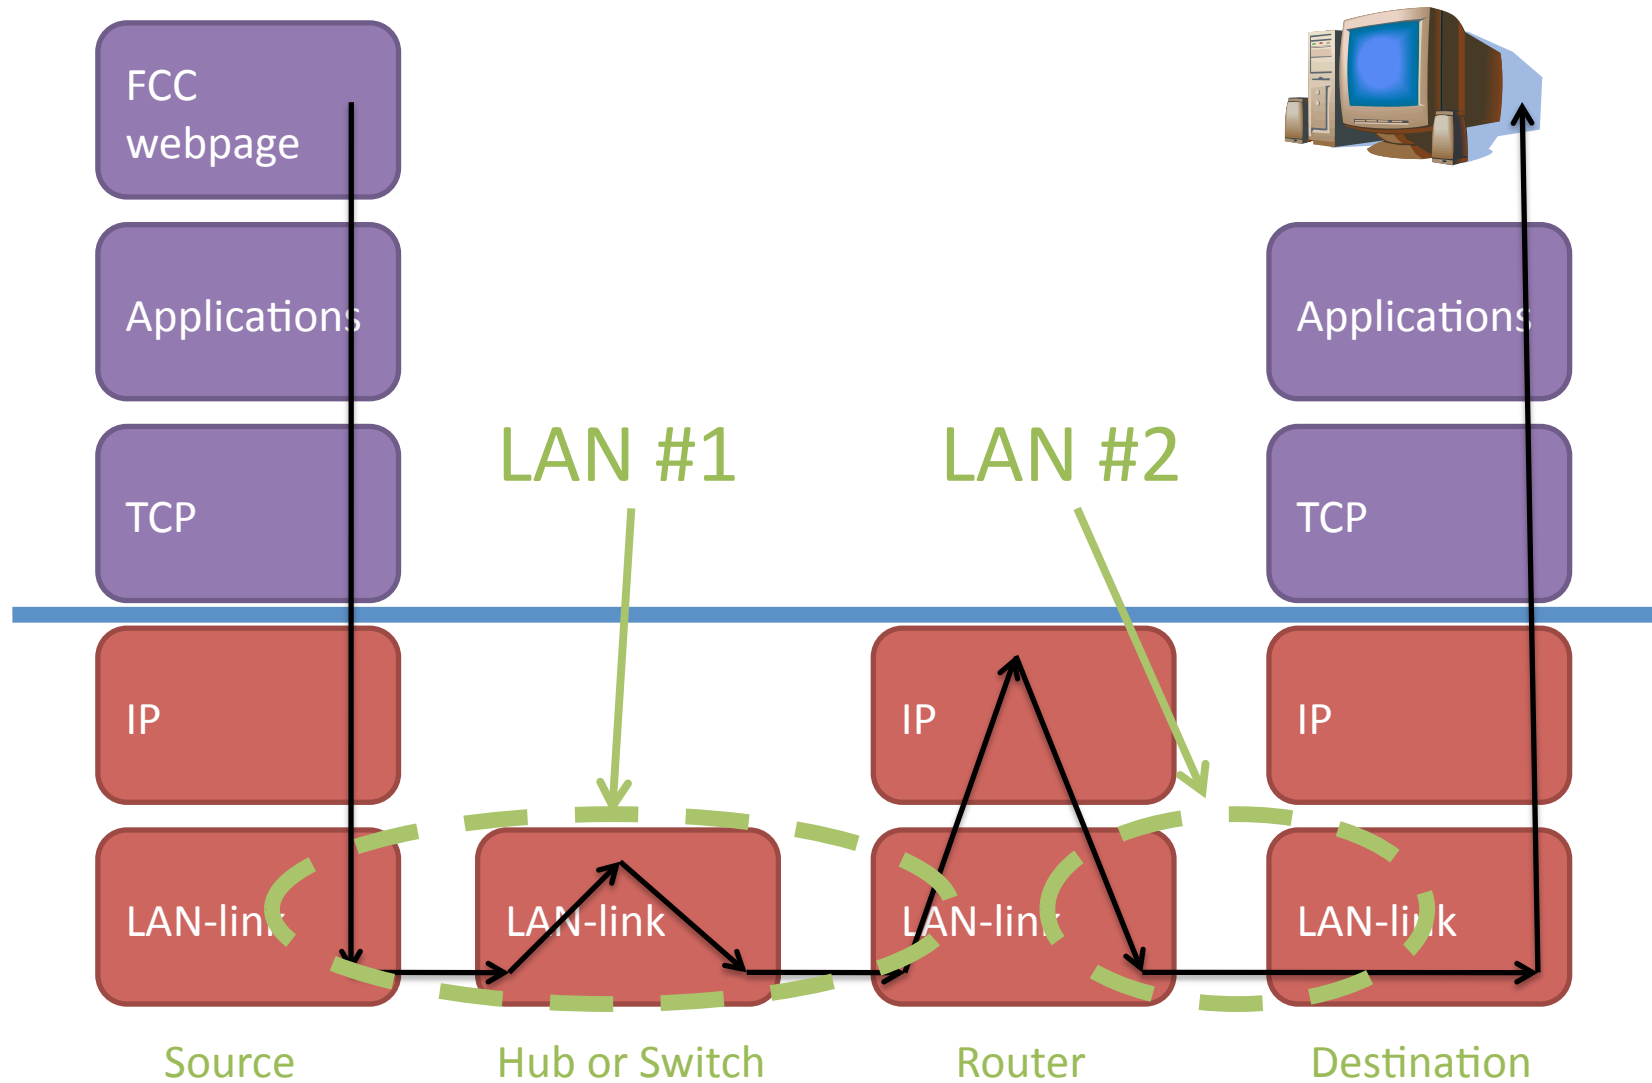 FCC
webpage
Applications
Applications
LAN #1
LAN #2
TCP
TCP
IP
IP
IP
LAN-link
LAN-link
LAN-link
LAN-link
Source
Hub or Switch
Router
Destination